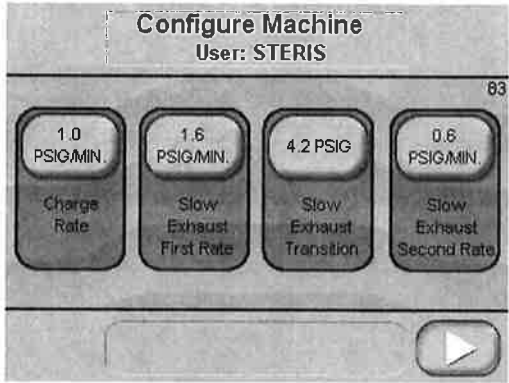 Configure Machine
User: STERIS
83
1.0
PSIG/MIN.
Charge
Rate
1.6
PSIG/MIN.
Slow
Exhaust
First Rate
4.2 PSIG
Slow
Exhaust
Transition
0.6
PSIG/MIN.
Slow
Exhaust
Second Rate